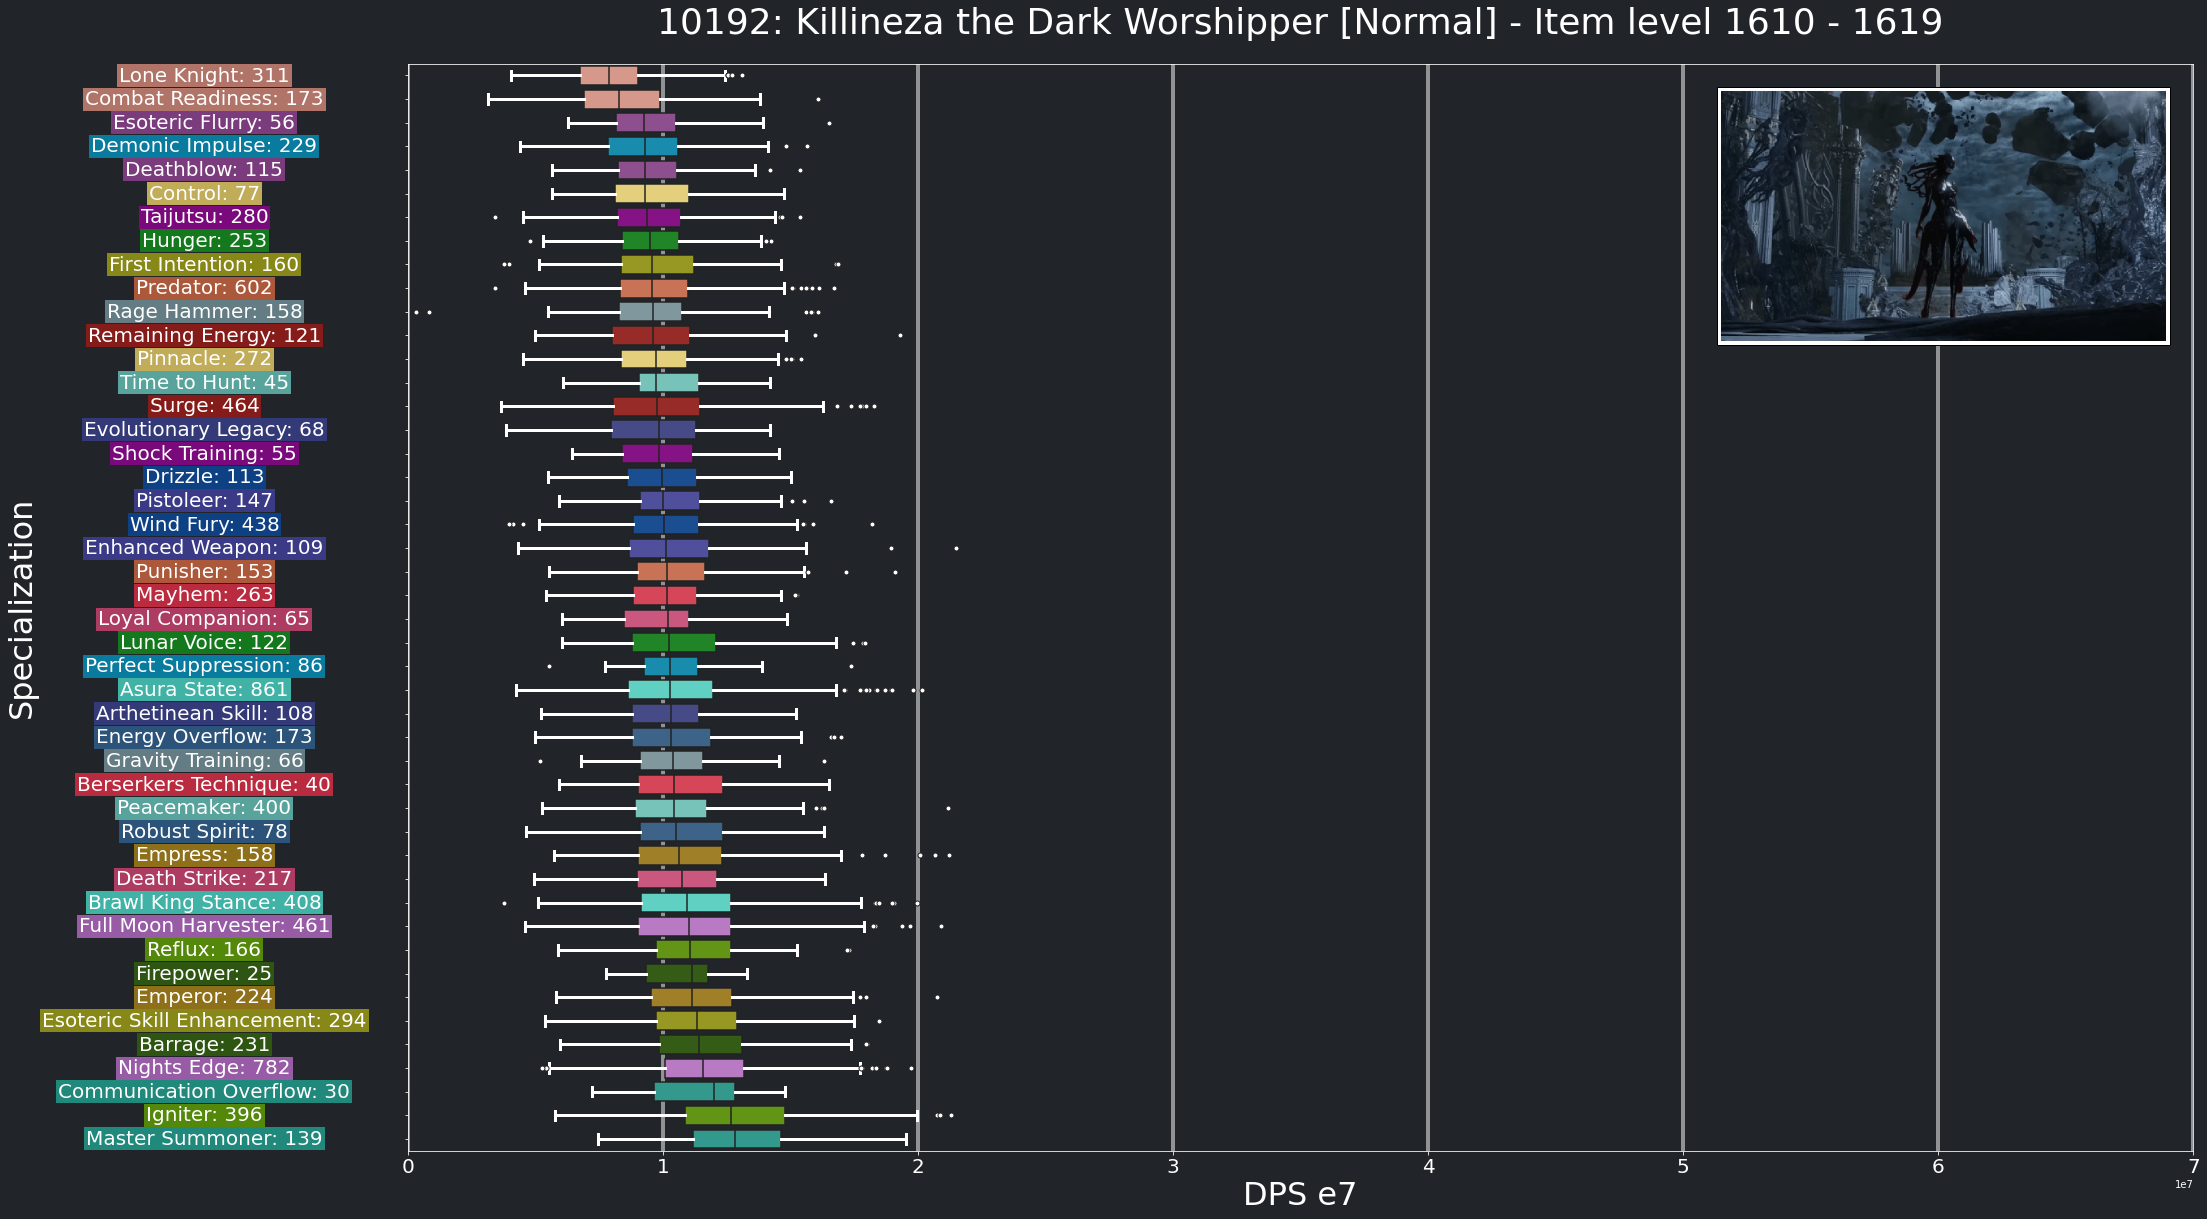 10192: Killineza the Dark Worshipper [Normal] - Item level 1610 - 1619
Lone Knight: 311
Combat Readiness: 173
Esoteric Flurry: 56
Demonic Impulse: 229
Deathblow: 115
Control: 77
Taijutsu: 280
Hunger: 253
First Intention: 160
Predator: 602
Rage Hammer: 158
Remaining Energy: 121
Pinnacle: 272
Time to Hunt: 45
Surge: 464
Evolutionary Legacy: 68
Shock Training: 55
Drizzle: 113
Pistoleer: 147
Wind Fury: 438
Enhanced Weapon: 109
Punisher: 153
Mayhem: 263
Loyal Companion: 65
Lunar Voice: 122
Perfect Suppression: 86
Asura State: 861
Arthetinean Skill: 108
Energy Overflow: 173
Gravity Training: 66
Berserkers Technique: 40
Peacemaker: 400
Robust Spirit: 78
Empress: 158
Death Strike: 217
Brawl King Stance: 408
Full Moon Harvester: 461
Reflux: 166
Firepower: 25
Emperor: 224
Esoteric Skill Enhancement: 294
Barrage: 231
Nights Edge: 782
Communication Overflow: 30
Igniter: 396
Master Summoner: 139
Specialization
0 1 2 3 4 5 6 7
1e7
DPS e7